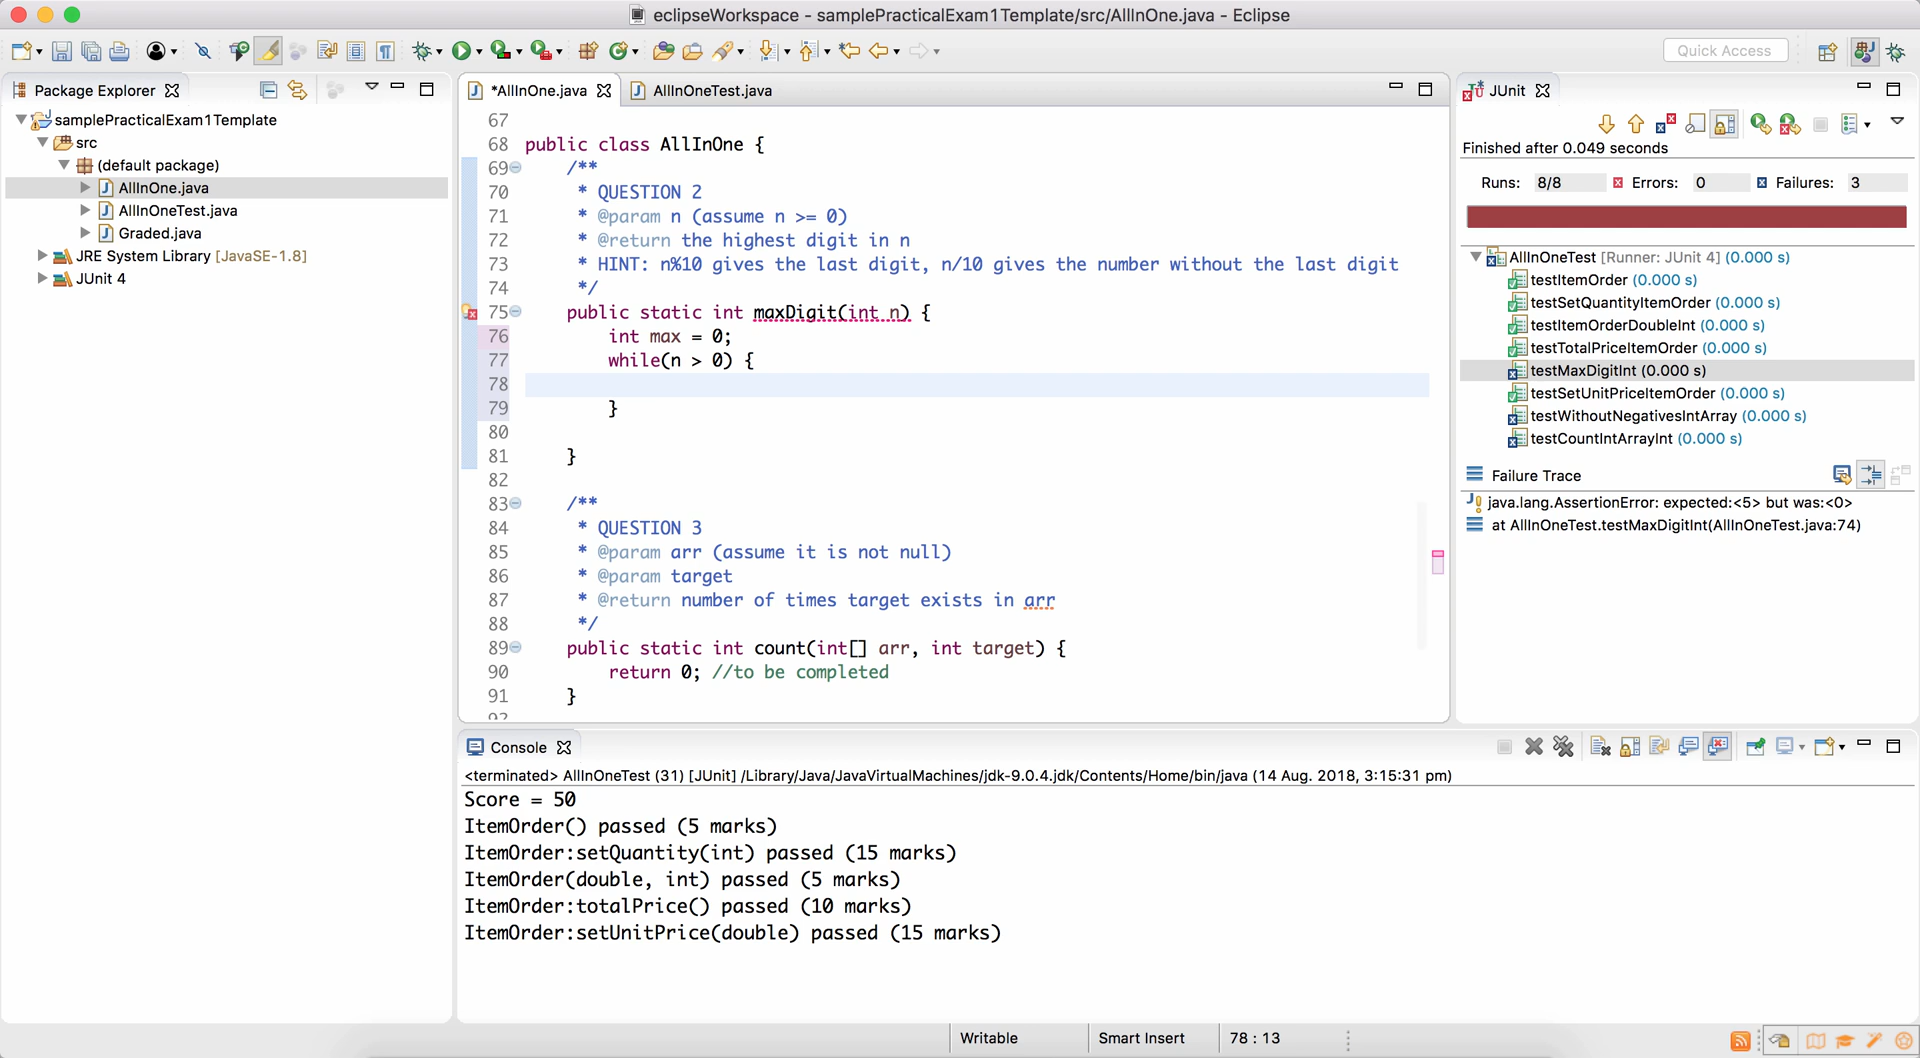 eclipseWorkspace - samplePracticalExam1Template/src/AllInOne.java - Eclipse
Quick Access
Package Explorer
samplePracticalExam1Template
src
(default package)
AllInOne.java
AllInOneTest.java
Graded.java
JRE System Library [JavaSE-1.8]
JUnit 4
*AllInOne.java
AllInOneTest.java
67
68 public class AllInOne {
69 /**
70 * QUESTION 2
71 * @param n (assume n >= 0)
72 * @return the highest digit in n
73 * HINT: n%10 gives the last digit, n/10 gives the number without the last digit
74 */
75 public static int maxDigit(int n) {
76 int max = 0;
77 while(n > 0) {
78
79 }
80
81 }
82
83 /**
84 * QUESTION 3
85 * @param arr (assume it is not null)
86 * @param target
87 * @return number of times target exists in arr
88 */
89 public static int count(int[] arr, int target) {
90 return 0; //to be completed
91 }
92
JUnit
Finished after 0.049 seconds
Runs: 8/8 Errors: 0 Failures: 3
AllInOneTest [Runner: JUnit 4] (0.000 s)
testItemOrder (0.000 s)
testSetQuantityItemOrder (0.000 s)
testItemOrderDoubleInt (0.000 s)
testTotalPriceItemOrder (0.000 s)
testMaxDigitInt (0.000 s)
testSetUnitPriceItemOrder (0.000 s)
testWithoutNegativesIntArray (0.000 s)
testCountIntArrayInt (0.000 s)
Failure Trace
java.lang.AssertionError: expected:<5> but was:<0>
at AllInOneTest.testMaxDigitInt(AllInOneTest.java:74)
Console
<terminated> AllInOneTest (31) [JUnit] /Library/Java/JavaVirtualMachines/jdk-9.0.4.jdk/Contents/Home/bin/java (14 Aug. 2018, 3:15:31 pm)
Score = 50
ItemOrder() passed (5 marks)
ItemOrder:setQuantity(int) passed (15 marks)
ItemOrder(double, int) passed (5 marks)
ItemOrder:totalPrice() passed (10 marks)
ItemOrder:setUnitPrice(double) passed (15 marks)
Writable
Smart Insert
78 : 13